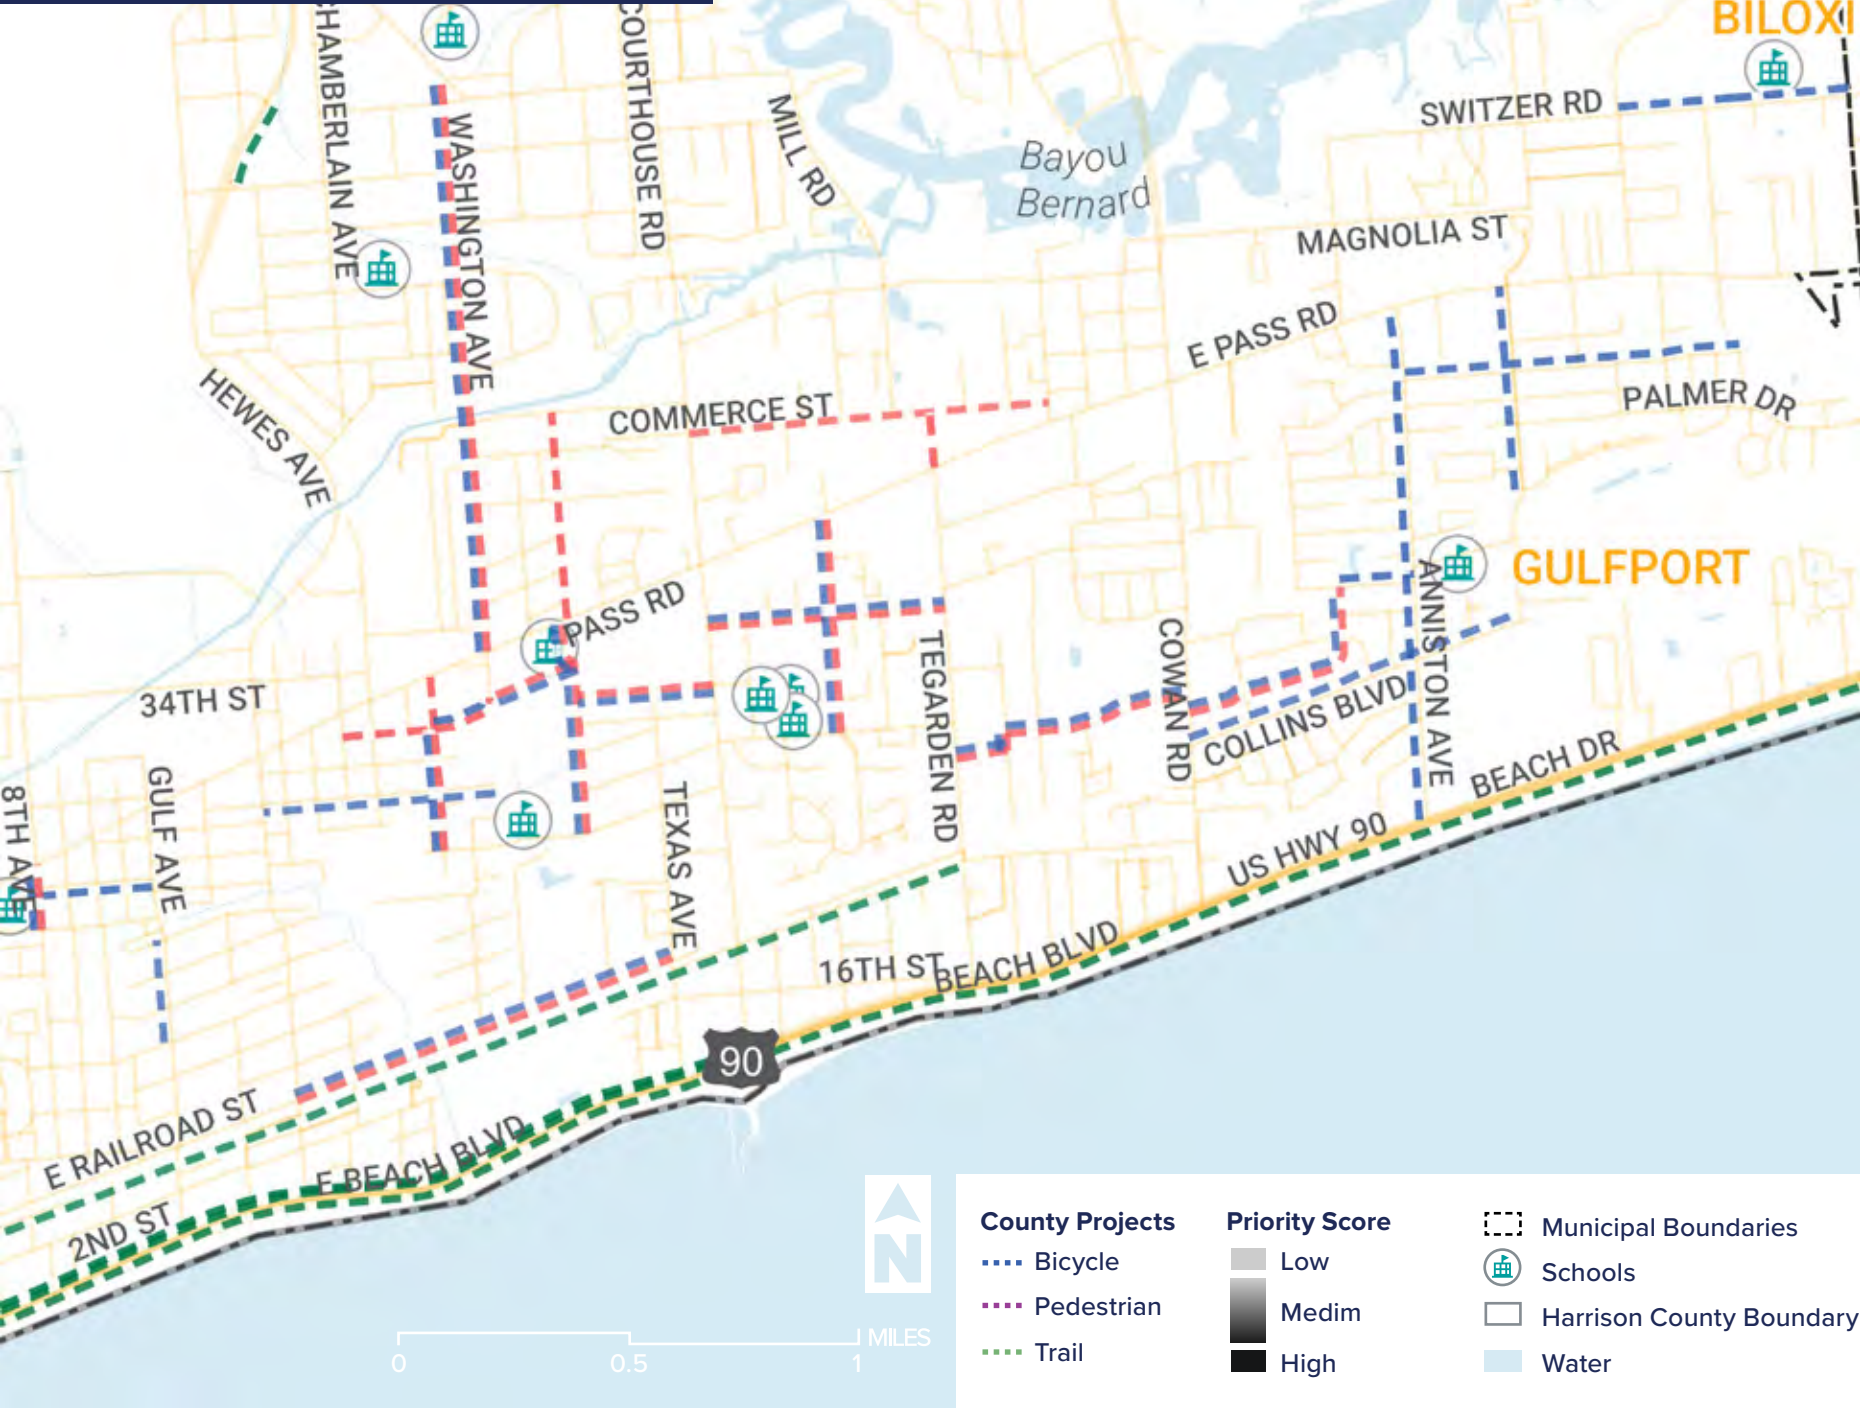 CHAMBERLAIN AVE
WASHINGTON AVE
COURTHOUSE RD
MILL RD
Bayou
Bernard
BILOXI
SWITZER RD
MAGNOLIA ST
E PASS RD
PALMER DR
HEWES AVE
COMMERCE ST
PASS RD
GULFPORT
34TH ST
8TH AVE
GULF AVE
TEXAS AVE
TEGARDEN RD
COWAN RD
COLLINS BLVD
ANNISTON AVE
BEACH DR
US HWY 90
16TH ST
BEACH BLVD
90
E RAILROAD ST
E BEACH BLVD
2ND ST
N
MILES
0 0.5 1
County Projects
Bicycle
Pedestrian
Trail
Priority Score
Low
Medim
High
Municipal Boundaries
Schools
Harrison County Boundary
Water